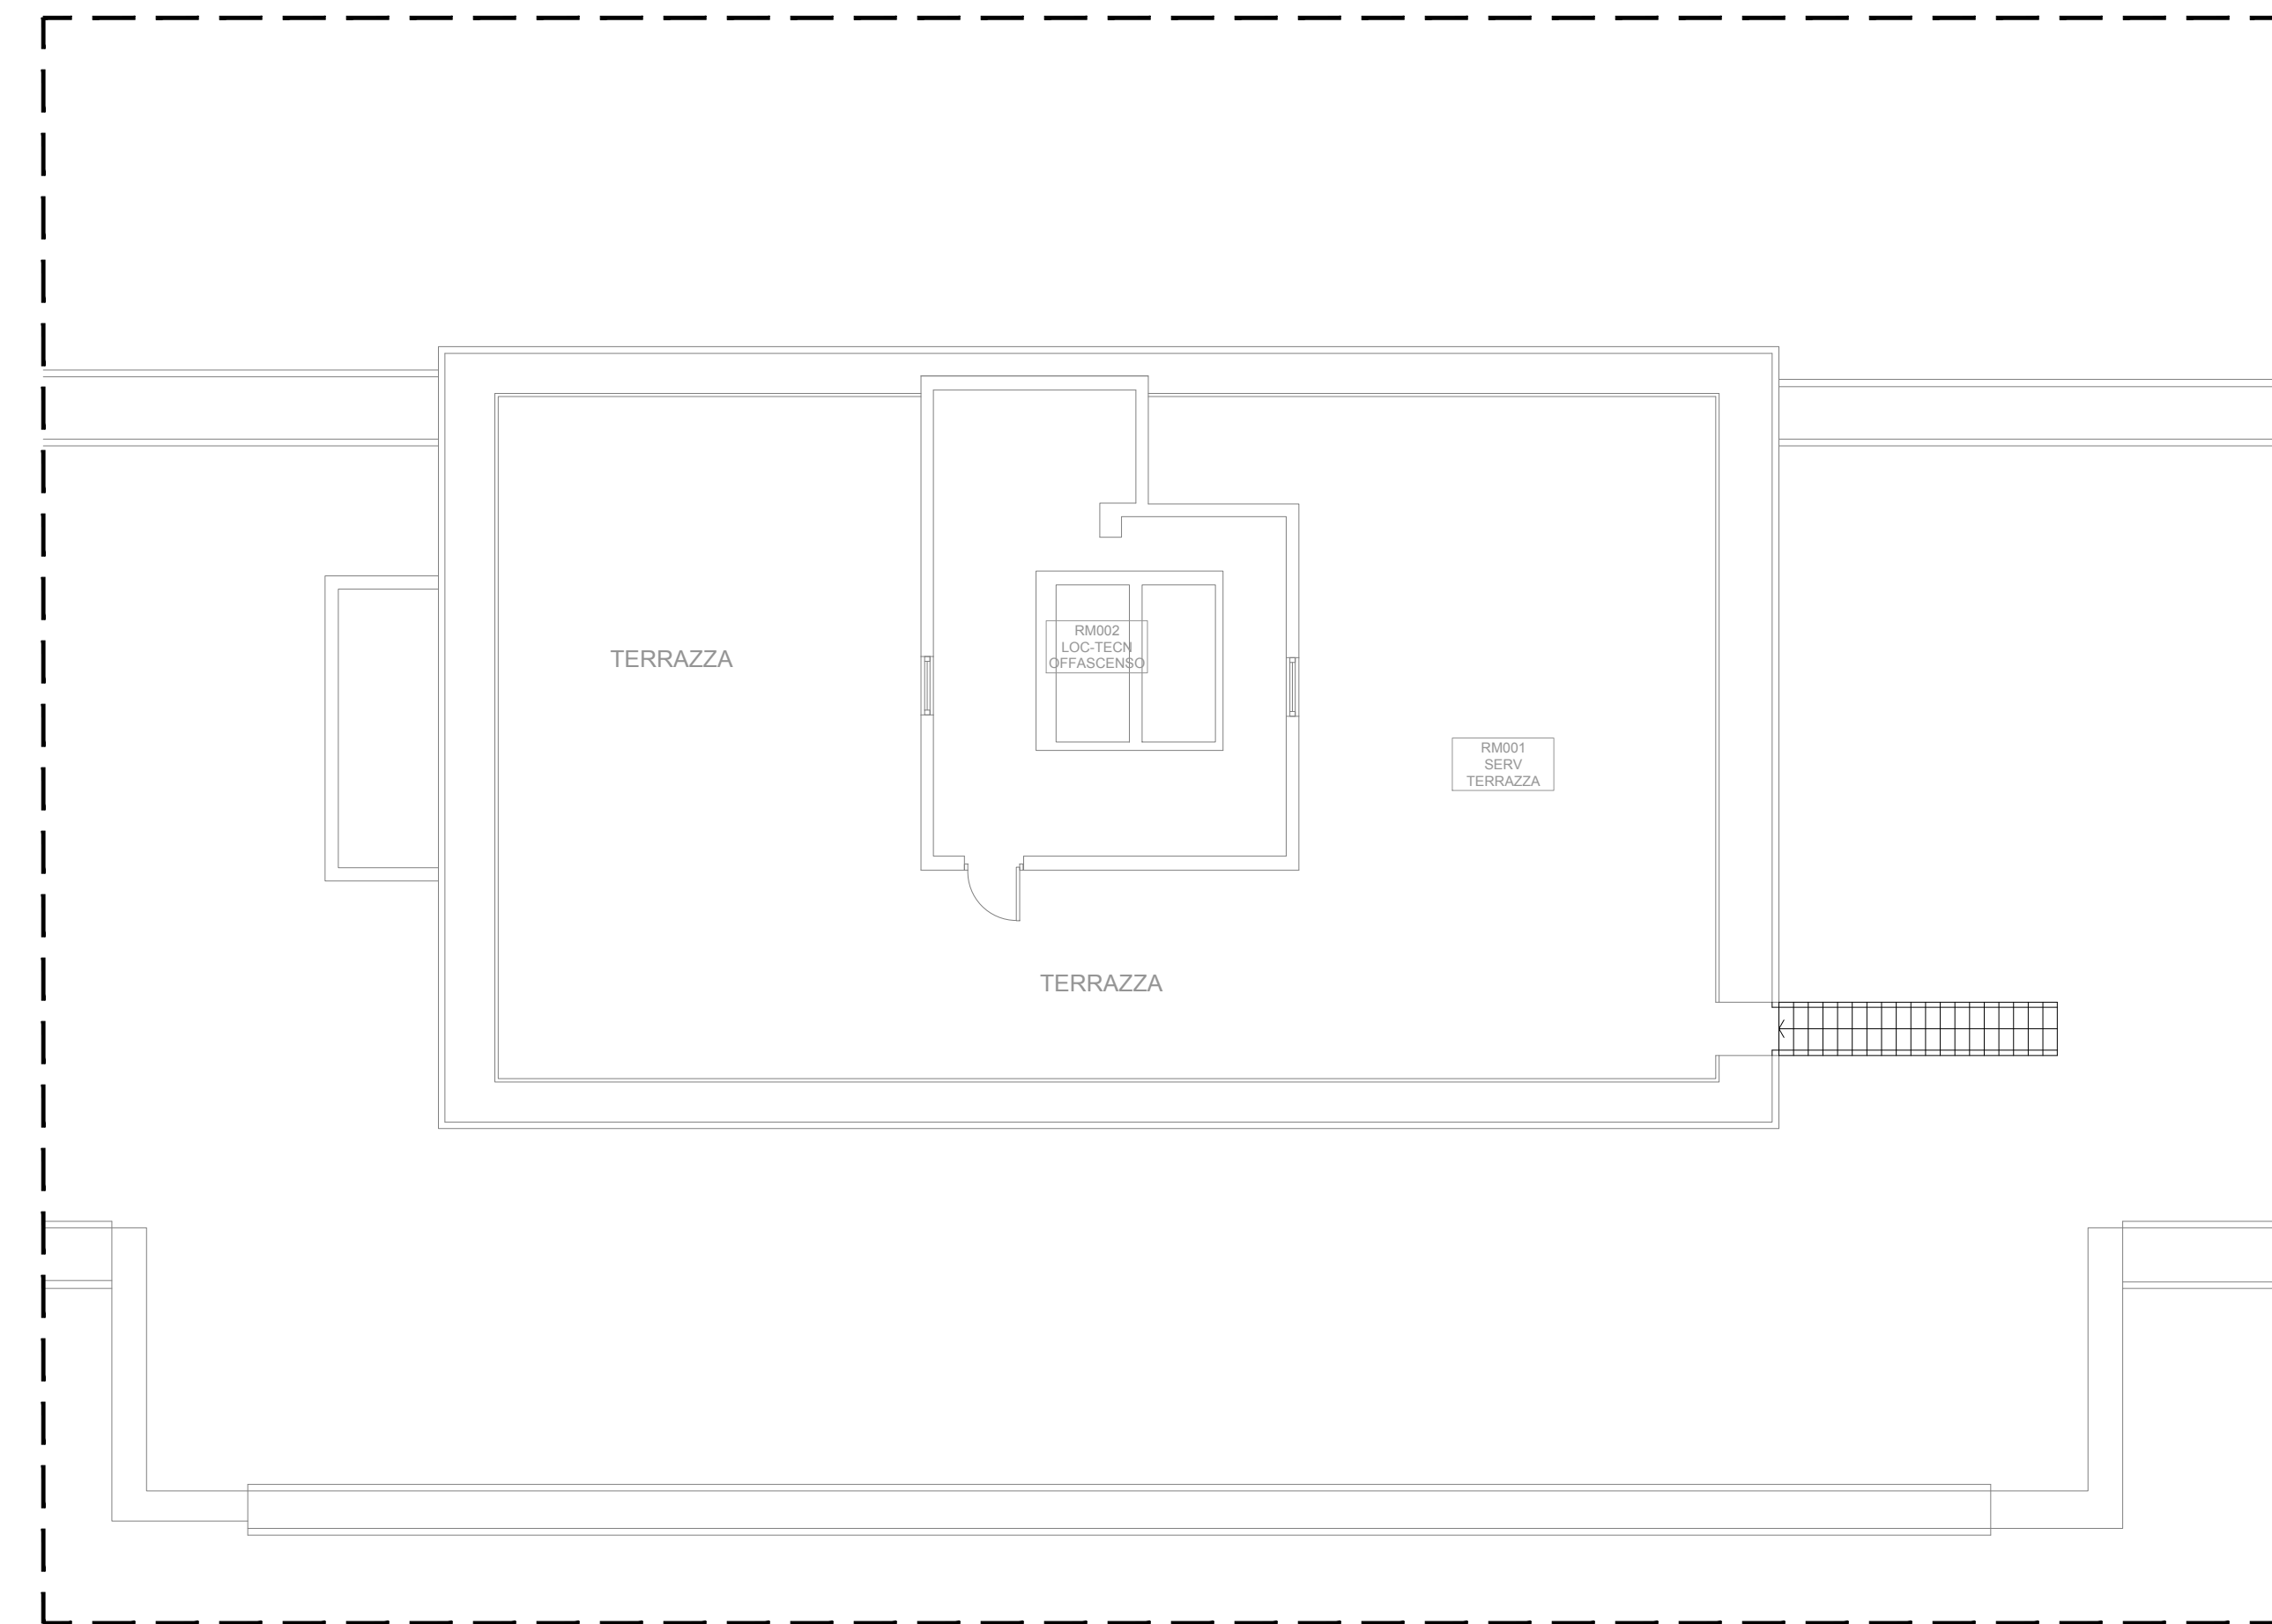 RM002
LOC-TECN
OFFASCENSO
TERRAZZA
RM001
SERV
TERRAZZA
TERRAZZA